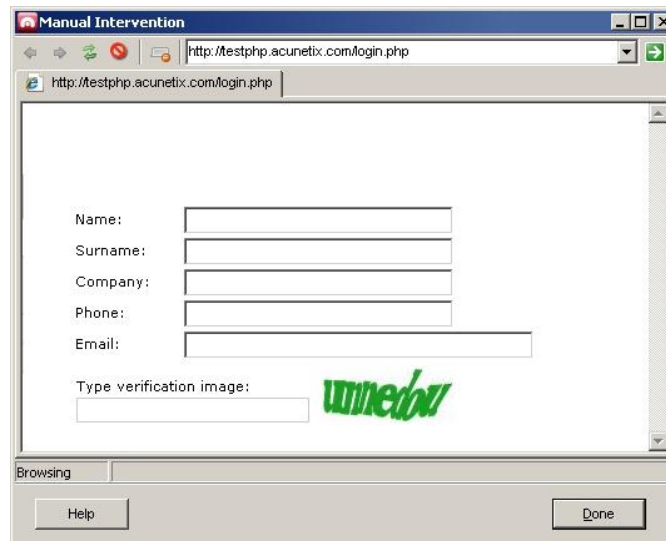 Manual Intervention
http://testphp.acunetix.com/login.php
http://testphp.acunetix.com/login.php
Name:
Surname:
Company:
Phone:
Email:
Type verification image:
Browsing
Help
Done